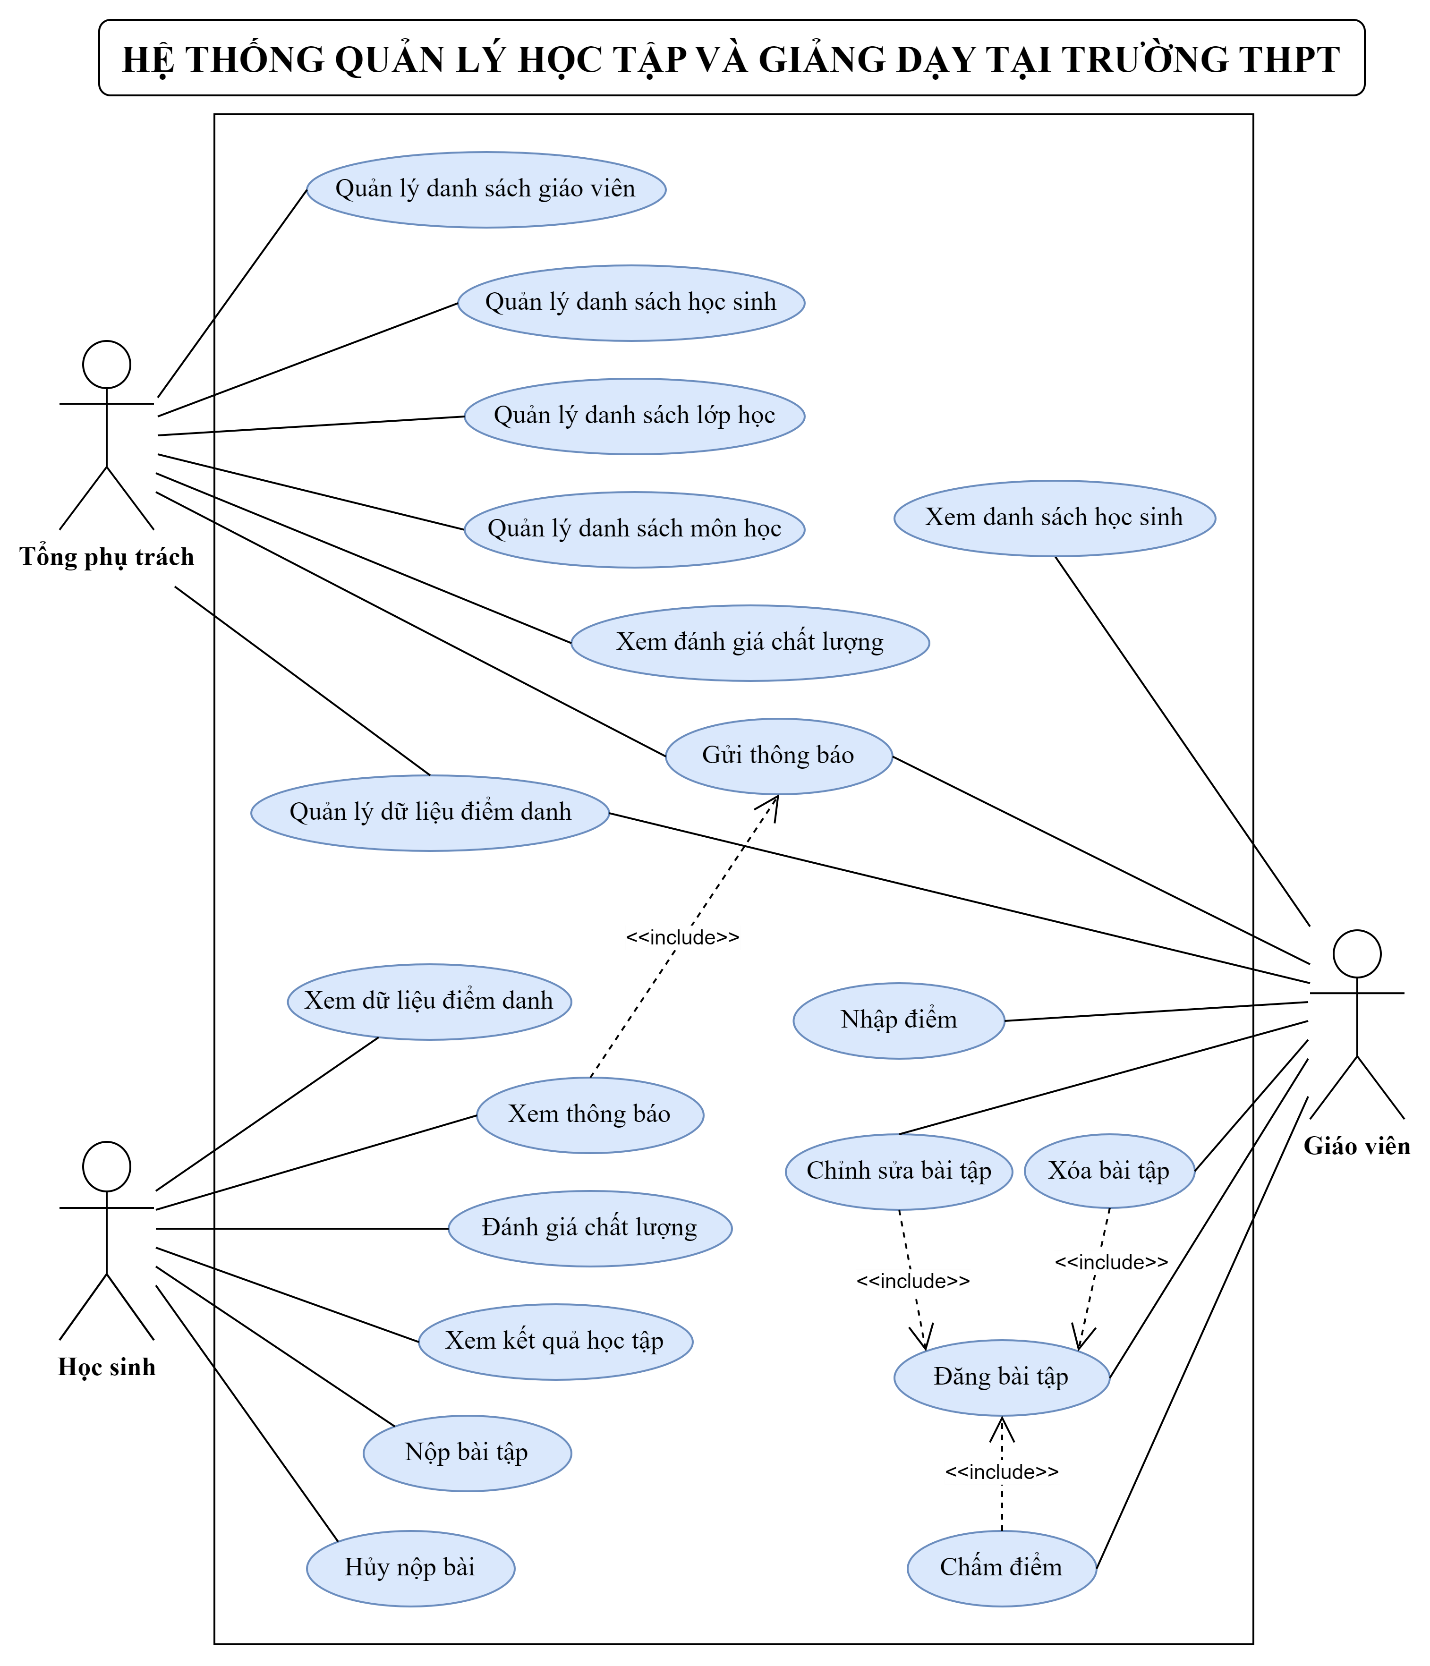 HỆ THỐNG QUẢN LÝ HỌC TẬP VÀ GIẢNG DẠY TẠI TRƯỜNG THPT
Quản lý danh sách giáo viên
Quản lý danh sách học sinh
Quản lý danh sách lớp học
Quản lý danh sách môn học
Xem danh sách học sinh
Tổng phụ trách
Xem đánh giá chất lượng
Gửi thông báo
Quản lý dữ liệu điểm danh
<<include>>
Xem dữ liệu điểm danh
Nhập điểm
Xem thông báo
Giáo viên
Chỉnh sửa bài tập
Xóa bài tập
Đánh giá chất lượng
<<include>>
<<include>>
Xem kết quả học tập
Học sinh
Đăng bài tập
Nộp bài tập
<<include>>
Hủy nộp bài
Chấm điểm